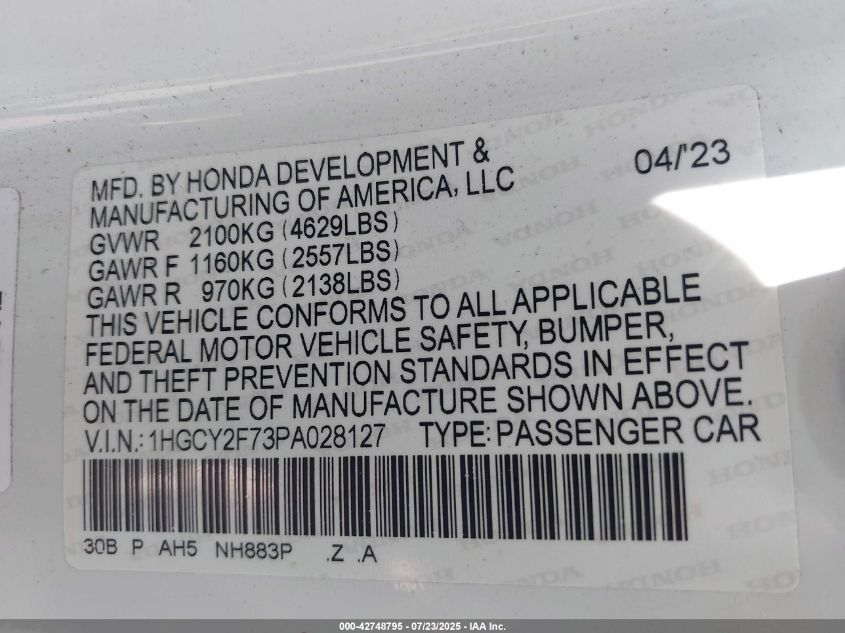 MFD. BY HONDA DEVELOPMENT &
04/'23
MANUFACTURING OF AMERICA, LLC
GVWR 2100KG (4629LBS)
GAWR F 1160KG (2557LBS)
GAWR R 970KG (2138LBS)
THIS VEHICLE CONFORMS TO ALL APPLICABLE
FEDERAL MOTOR VEHICLE SAFETY, BUMPER,
AND THEFT PREVENTION STANDARDS IN EFFECT
ON THE DATE OF MANUFACTURE SHOWN ABOVE.
V.I.N.: 1HGCY2F73PA028127 TYPE: PASSENGER CAR
30B P AH5 NH883P .Z .A
000-42748795 - 07/23/2025 - IAA Inc.